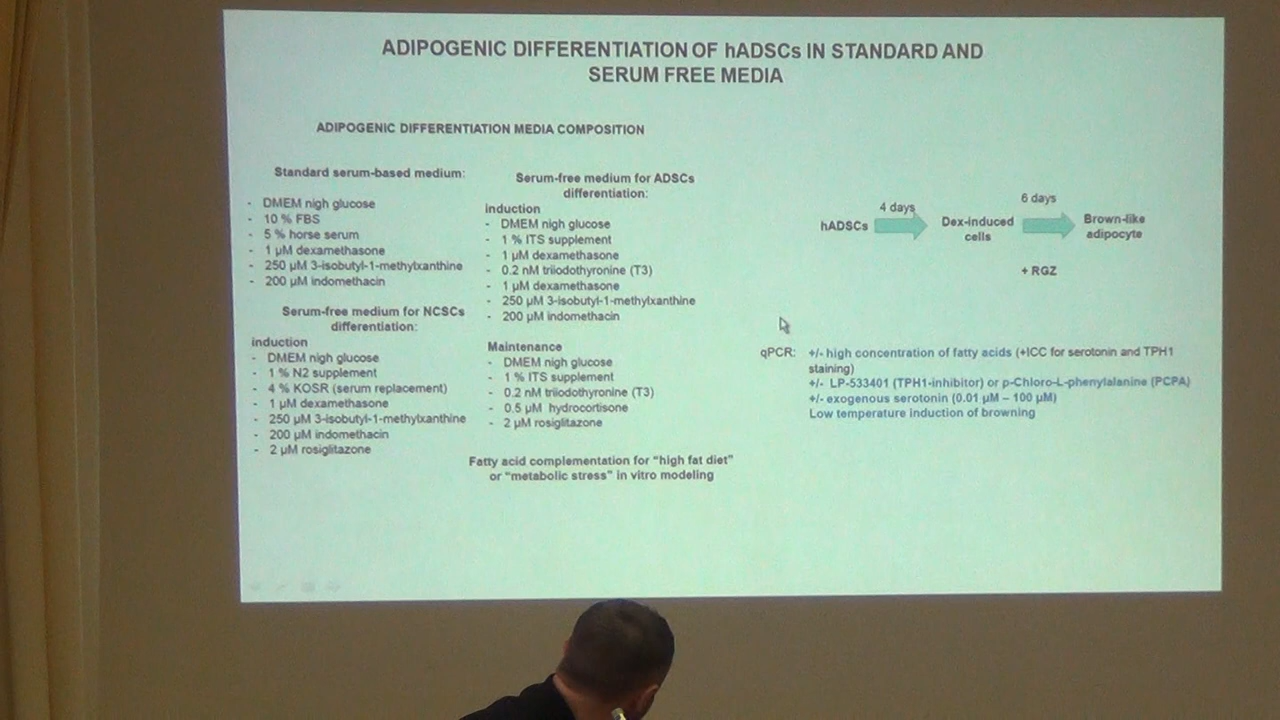 ADIPOGENIC DIFFERENTIATION OF hADSCs IN STANDARD AND
SERUM FREE MEDIA
ADIPOGENIC DIFFERENTIATION MEDIA COMPOSITION
Standard serum-based medium:
- DMEM nigh glucose
- 10 % FBS
- 5 % horse serum
- 1 µM dexamethasone
- 250 µM 3-isobutyl-1-methylxanthine
- 200 µM indomethacin
Serum-free medium for NCSCs
differentiation:
induction
- DMEM nigh glucose
- 1 % N2 supplement
- 4 % KOSR (serum replacement)
- 1 µM dexamethasone
- 250 µM 3-isobutyl-1-methylxanthine
- 200 µM indomethacin
- 2 µM rosiglitazone
Serum-free medium for ADSCs
differentiation:
induction
- DMEM nigh glucose
- 1 % ITS supplement
- 1 µM dexamethasone
- 0.2 nM triiodothyronine (T3)
- 1 µM dexamethasone
- 250 µM 3-isobutyl-1-methylxanthine
- 200 µM indomethacin
Maintenance
- DMEM nigh glucose
- 1 % ITS supplement
- 0.2 nM triiodothyronine (T3)
- 0.5 µM hydrocortisone
- 2 µM rosiglitazone
Fatty acid complementation for “high fat diet”
or “metabolic stress” in vitro modeling
hADSCs
4 days
Dex-induced
cells
6 days
+ RGZ
Brown-like
adipocyte
qPCR: +/- high concentration of fatty acids (+ICC for serotonin and TPH1
staining)
+/- LP-533401 (TPH1-inhibitor) or p-Chloro-L-phenylalanine (PCPA)
+/- exogenous serotonin (0.01 µM – 100 µM)
Low temperature induction of browning